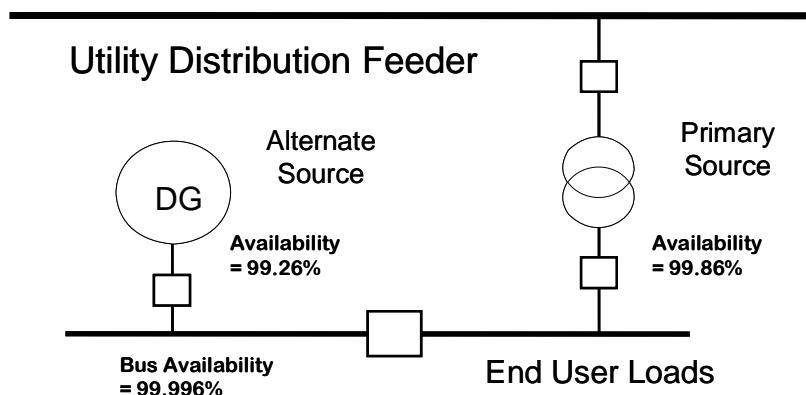 Utility Distribution Feeder
Alternate
Source
Primary
Source
DG
Availability
= 99.26%
Availability
= 99.86%
Bus Availability
= 99.996%
End User Loads